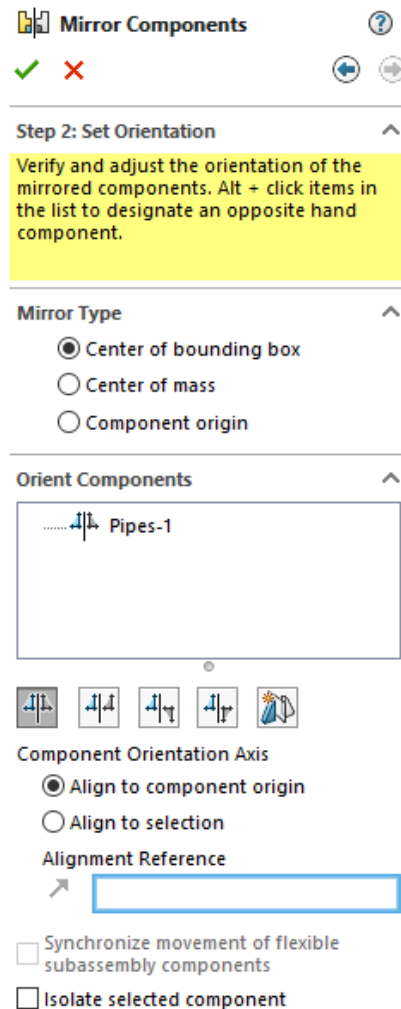 Mirror Components
Step 2: Set Orientation
Verify and adjust the orientation of the
mirrored components. Alt + click items in
the list to designate an opposite hand
component.
Mirror Type
Center of bounding box
Center of mass
Component origin
Orient Components
Pipes-1
Component Orientation Axis
Align to component origin
Align to selection
Alignment Reference
Synchronize movement of flexible
subassembly components
Isolate selected component